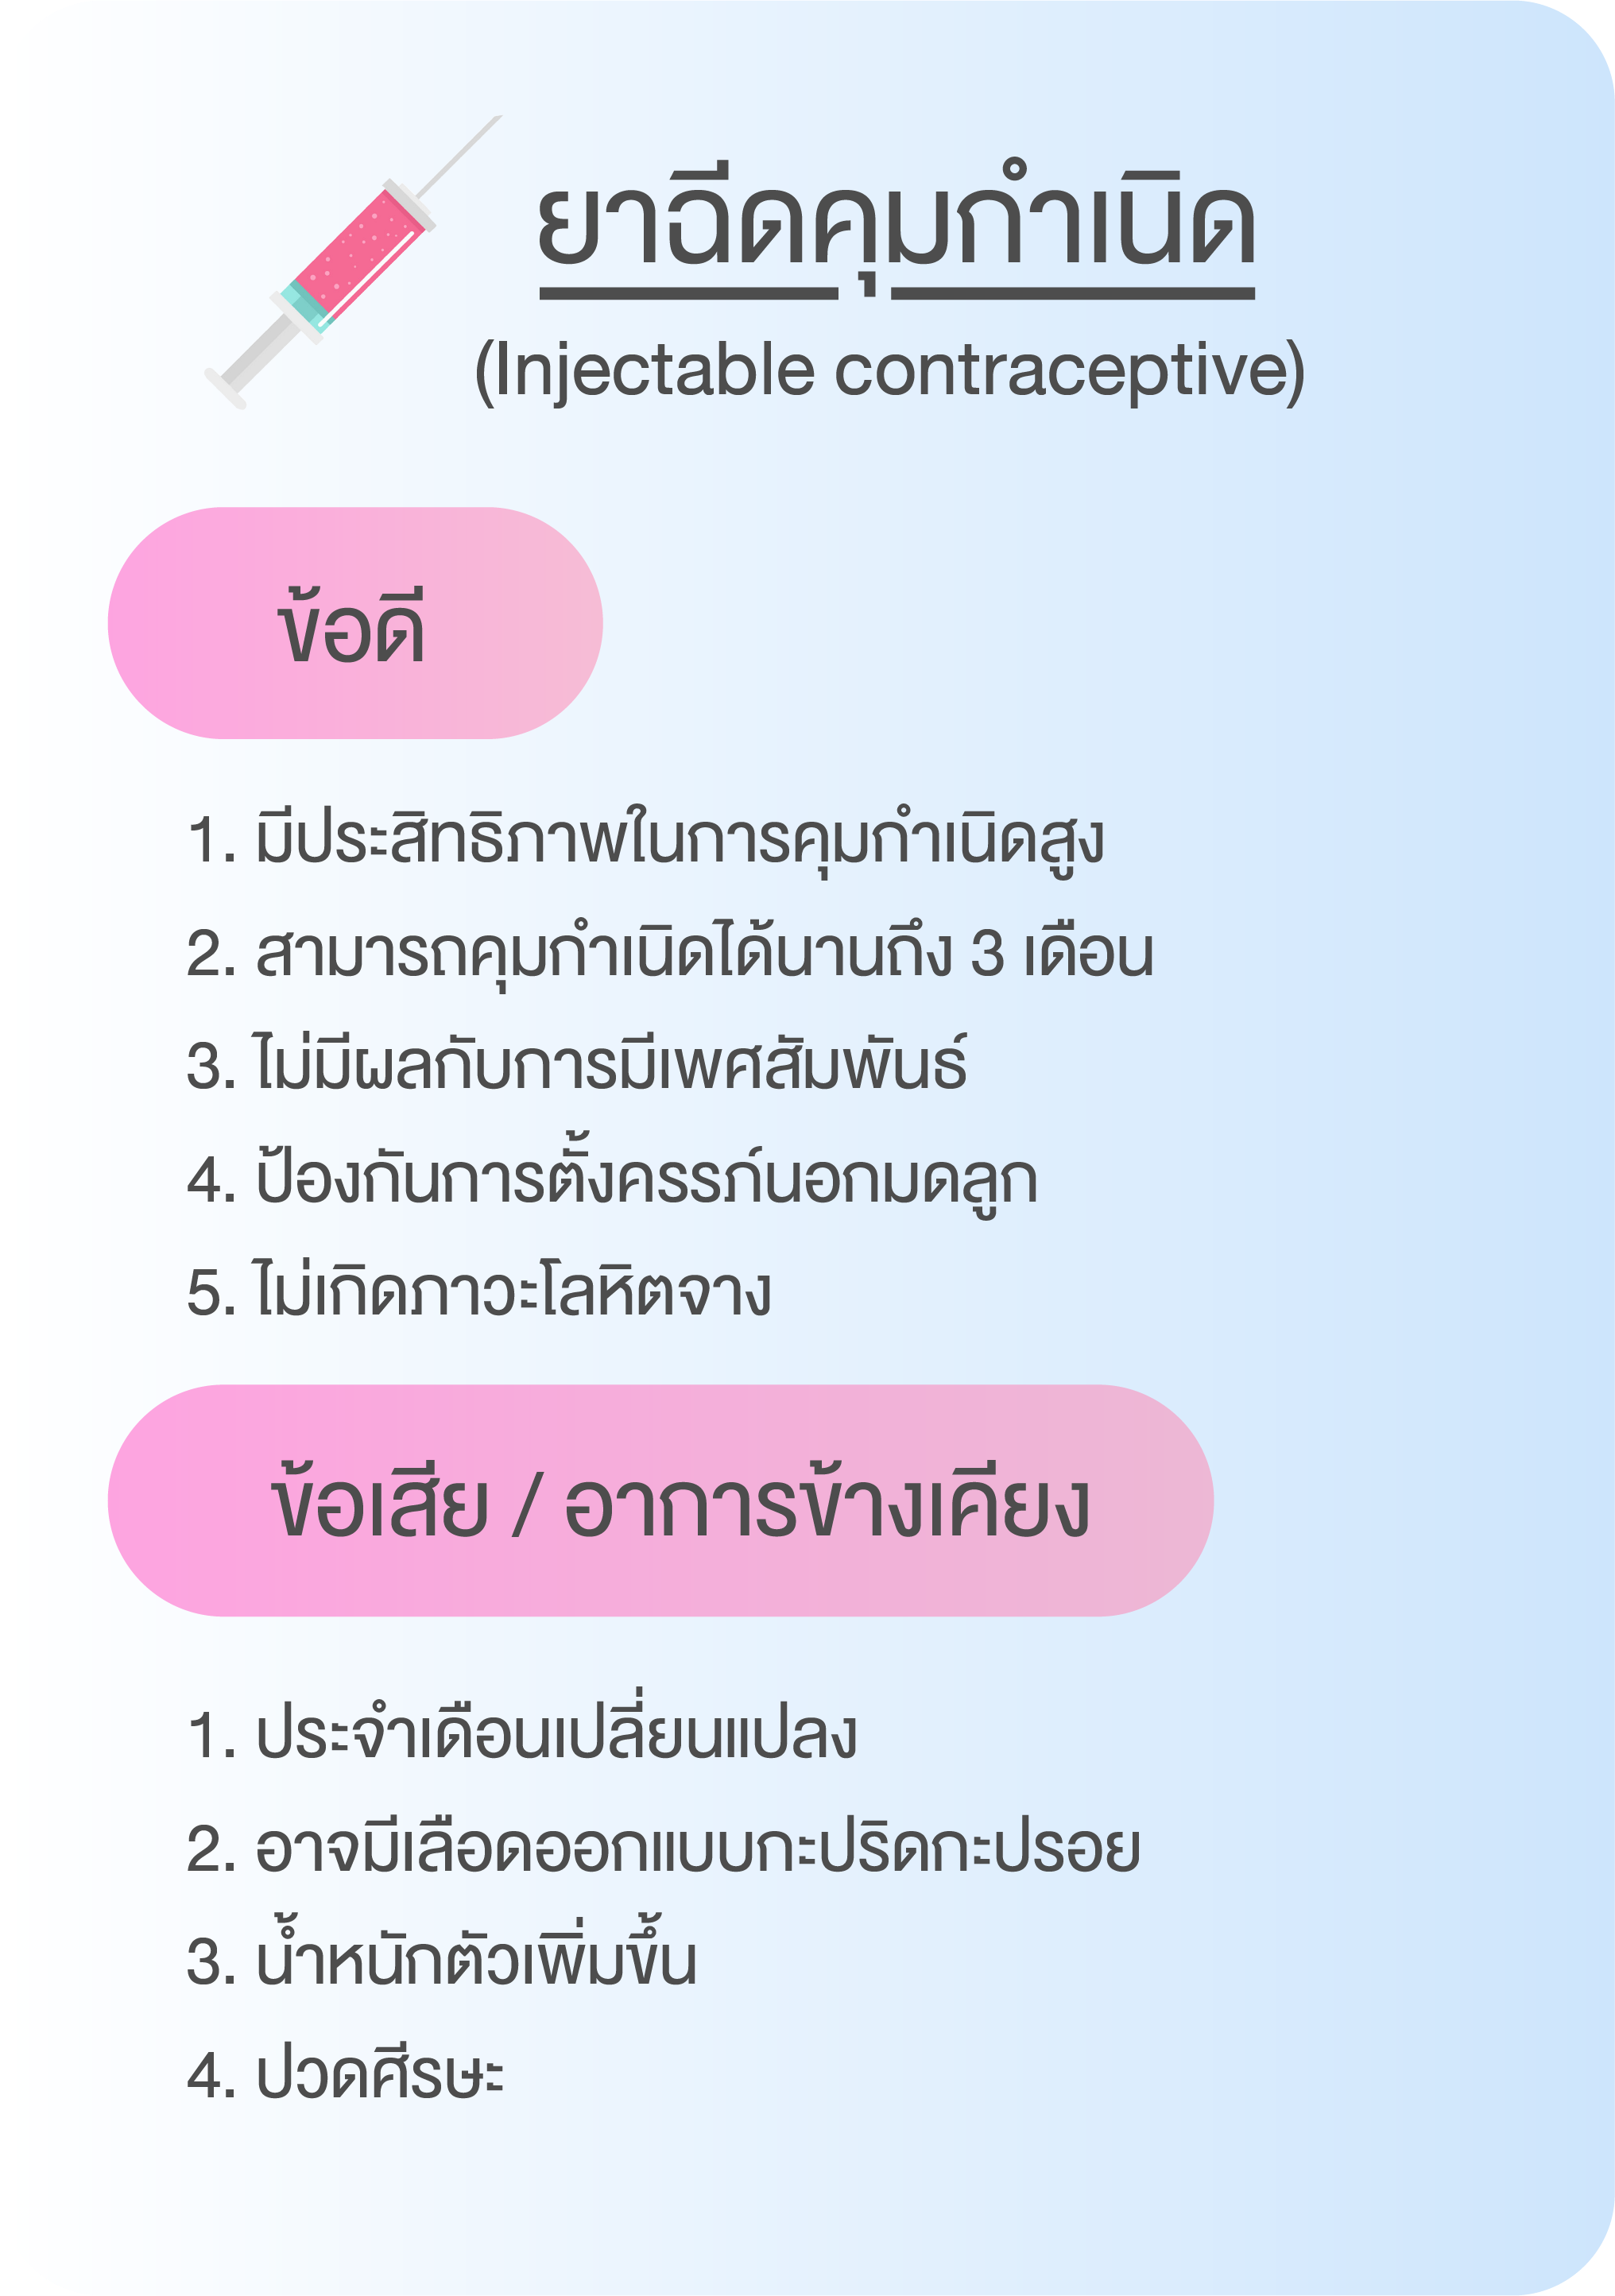 ยาฉีดคุมกำเนิด
(Injectable contraceptive)
ข้อดี
1. มีประสิทธิภาพในการคุมกำเนิดสูง
2. สามารถคุมกำเนิดได้นานถึง 3 เดือน
3. ไม่มีผลกับการมีเพศสัมพันธ์
4. ป้องกันการตั้งครรภ์นอกมดลูก
5. ไม่เกิดภาวะโลหิตจาง
ข้อเสีย / อาการข้างเคียง
1. ประจำเดือนเปลี่ยนแปลง
2. อาจมีเลือดออกแบบกะปริดกะปรอย
3. น้ำหนักตัวเพิ่มขึ้น
4. ปวดศีรษะ